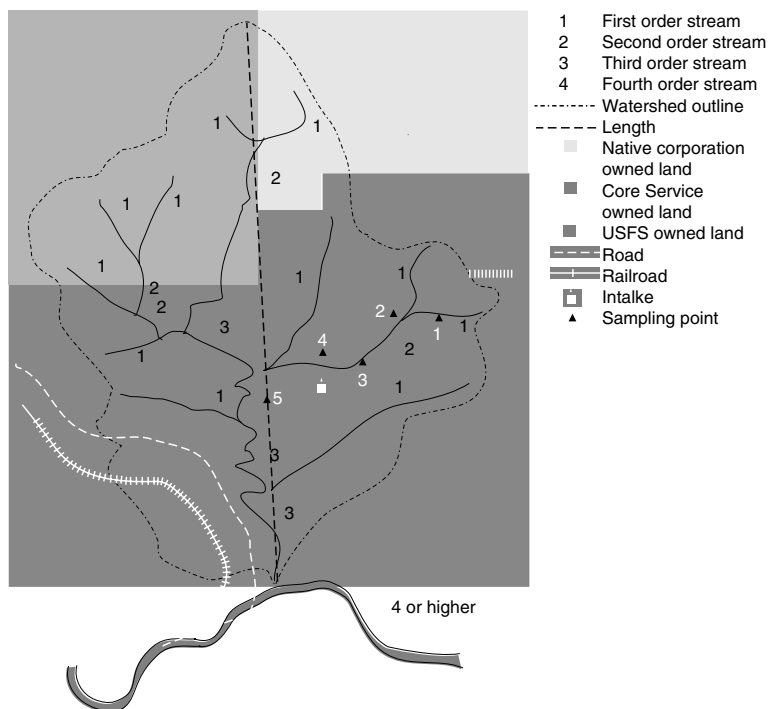 1 First order stream
2 Second order stream
3 Third order stream
4 Fourth order stream
Watershed outline
Length
Native corporation
owned land
Core Service
owned land
USFS owned land
Road
Railroad
Intalke
Sampling point
1
1
2
1
1
1
2
2
1
1
3
2
1
1
4
2
3
1
1
1
5
3
3
4 or higher